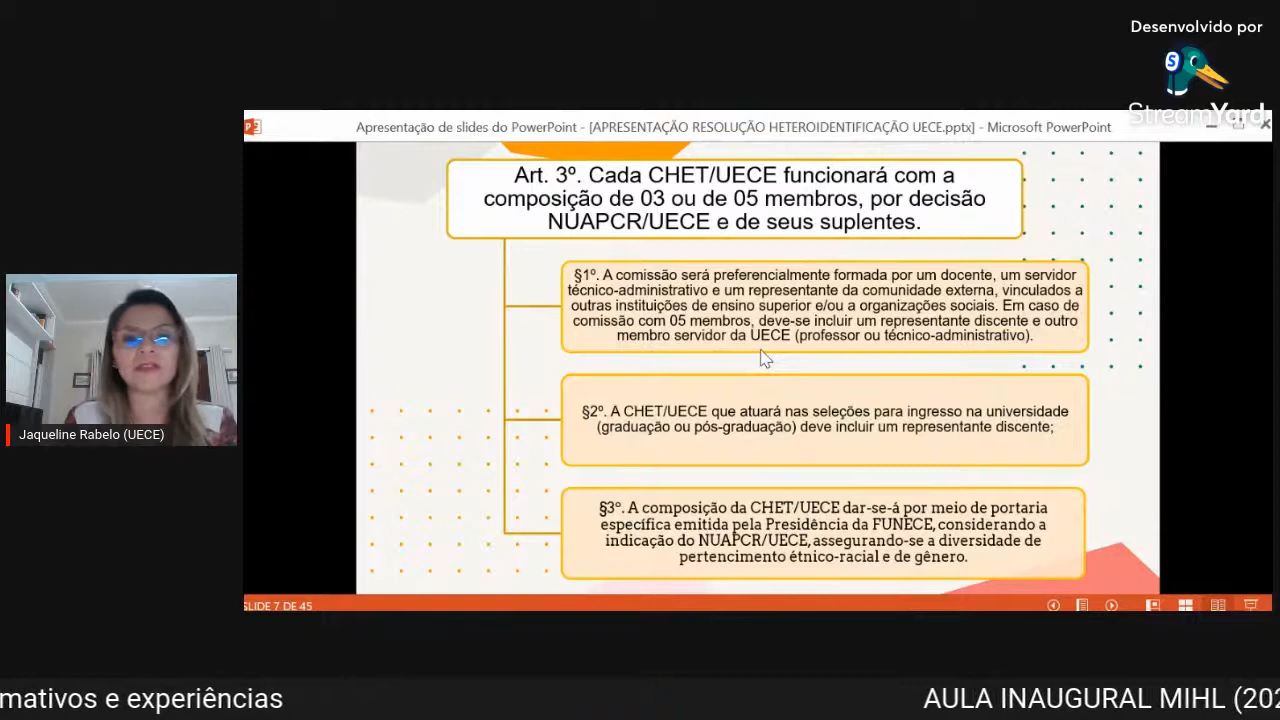 Desenvolvido por
StreamYard
Apresentação de slides do PowerPoint - [APRESENTAÇÃO RESOLUÇÃO HETEROIDENTIFICAÇÃO UECE.pptx] - Microsoft PowerPoint
Art. 3º. Cada CHET/UECE funcionará com a
composição de 03 ou de 05 membros, por decisão
NUAPCR/UECE e de seus suplentes.
§1º. A comissão será preferencialmente formada por um docente, um servidor
técnico-administrativo e um representante da comunidade externa, vinculados a
outras instituições de ensino superior e/ou a organizações sociais. Em caso de
comissão com 05 membros, deve-se incluir um representante discente e outro
membro servidor da UECE (professor ou técnico-administrativo).
§2º. A CHET/UECE que atuará nas seleções para ingresso na universidade
(graduação ou pós-graduação) deve incluir um representante discente;
§3º. A composição da CHET/UECE dar-se-á por meio de portaria
específica emitida pela Presidência da FUNECE, considerando a
indicação do NUAPCR/UECE, assegurando-se a diversidade de
pertencimento étnico-racial e de gênero.
Jaqueline Rabelo (UECE)
SLIDE 7 DE 45
mativos e experiências
AULA INAUGURAL MIHL (202